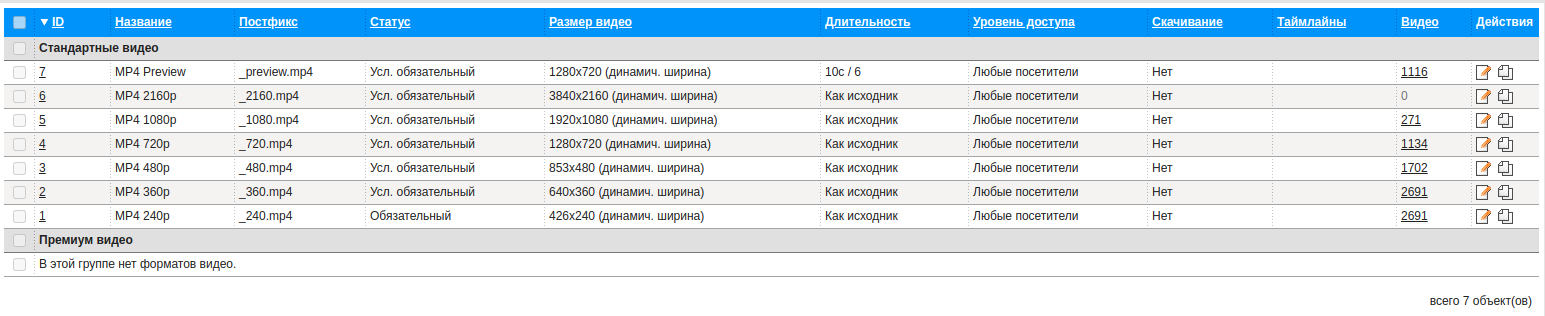 ▼ ID Название Постфикс Статус Размер видео Длительность Уровень доступа Скачивание Таймлайны Видео Действия
Стандартные видео
7 MP4 Preview _preview.mp4 Усл. обязательный 1280x720 (динамич. ширина) 10с / 6 Любые посетители Нет 1116
6 MP4 2160p _2160.mp4 Усл. обязательный 3840x2160 (динамич. ширина) Как исходник Любые посетители Нет 0
5 MP4 1080p _1080.mp4 Усл. обязательный 1920x1080 (динамич. ширина) Как исходник Любые посетители Нет 271
4 MP4 720p _720.mp4 Усл. обязательный 1280x720 (динамич. ширина) Как исходник Любые посетители Нет 1134
3 MP4 480p _480.mp4 Усл. обязательный 853x480 (динамич. ширина) Как исходник Любые посетители Нет 1702
2 MP4 360p _360.mp4 Усл. обязательный 640x360 (динамич. ширина) Как исходник Любые посетители Нет 2691
1 MP4 240p _240.mp4 Обязательный 426x240 (динамич. ширина) Как исходник Любые посетители Нет 2691
Премиум видео
В этой группе нет форматов видео.
всего 7 объект(ов)